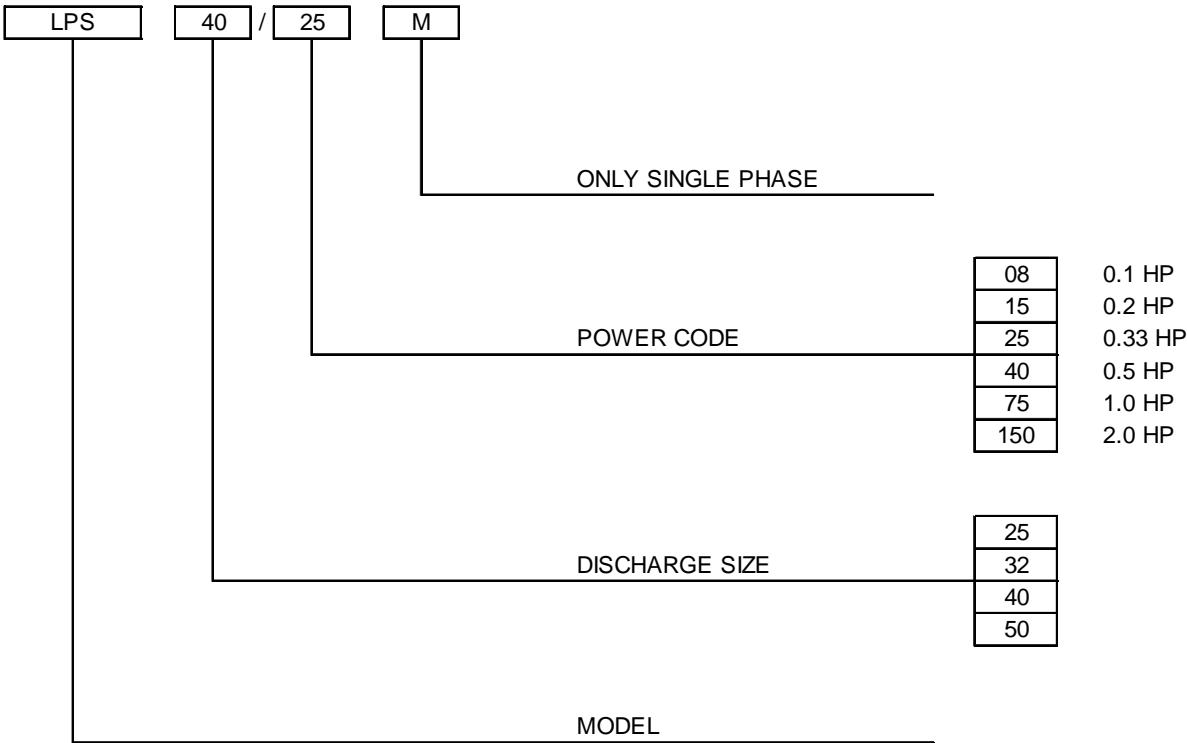 LPS 40 / 25 M
ONLY SINGLE PHASE
08 0.1 HP
15 0.2 HP
POWER CODE 25 0.33 HP
40 0.5 HP
75 1.0 HP
150 2.0 HP
25
DISCHARGE SIZE 32
40
50
MODEL